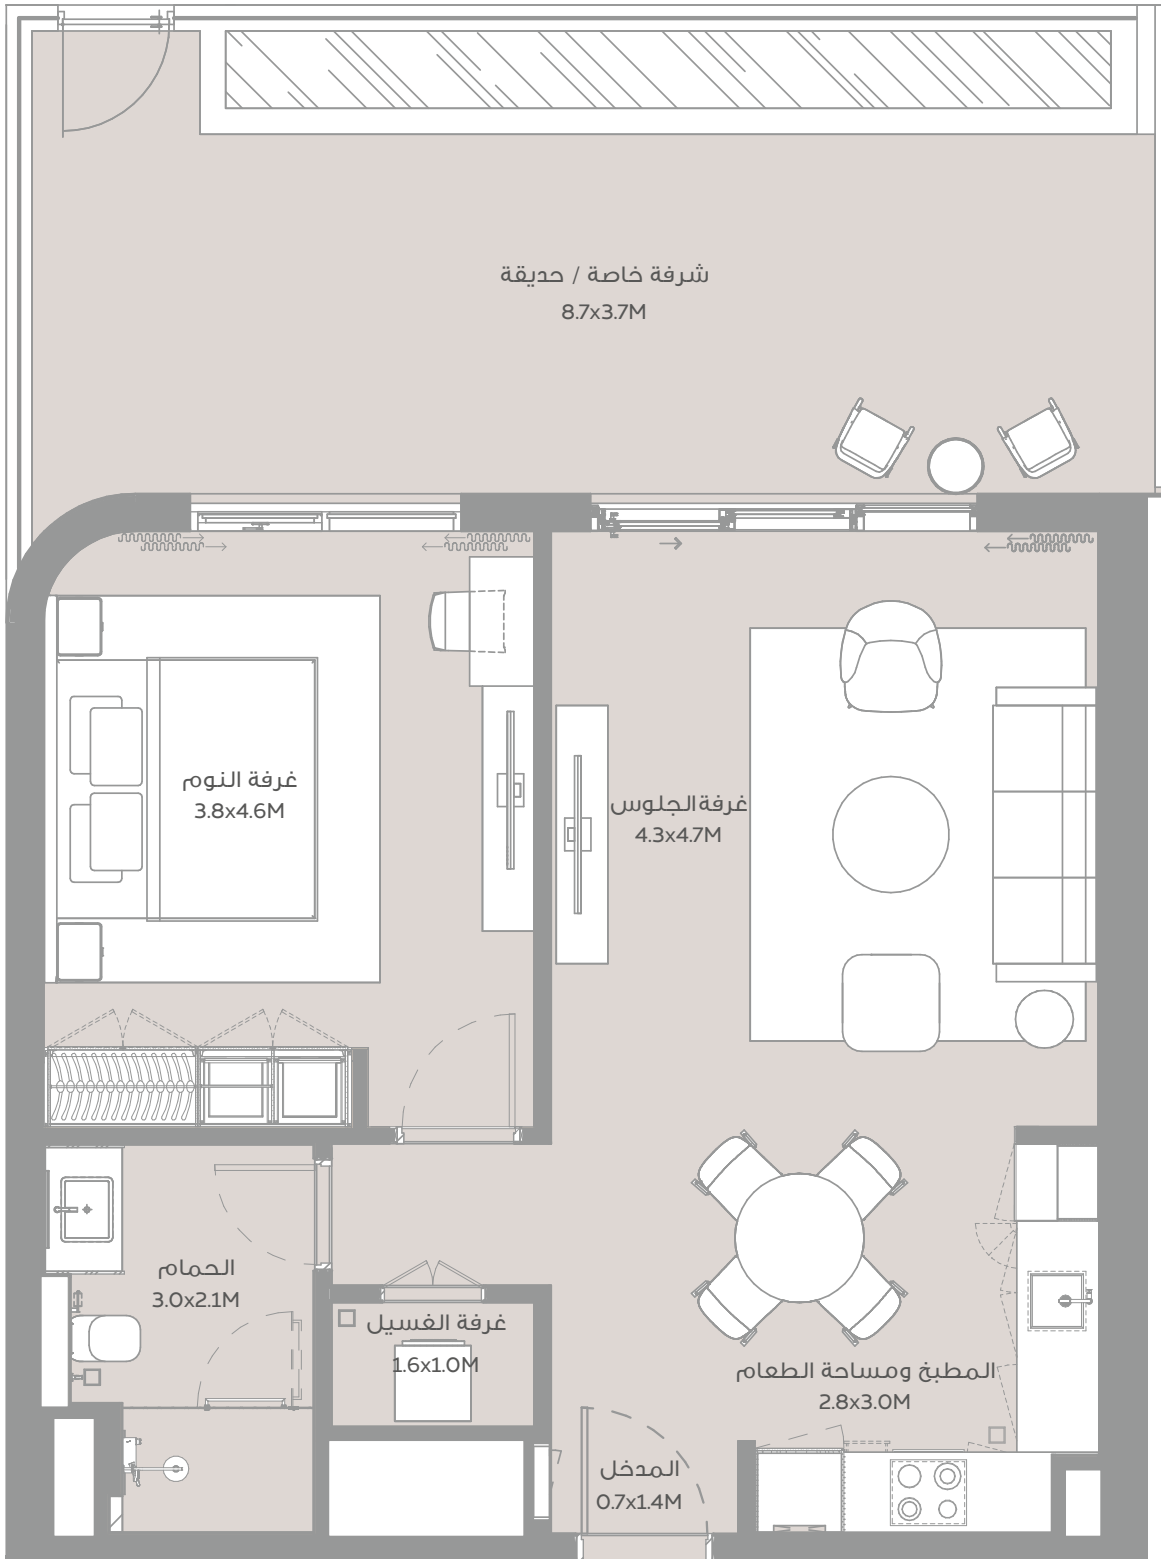 شرفة خاصة / حديقة
8.7x3.7M
غرفة النوم
3.8x4.6M
غرفة الجلوس
4.3x4.7M
الحمام
3.0x2.1M
غرفة الغسيل
1.6x1.0M
المطبخ ومساحة الطعام
2.8x3.0M
المدخل
0.7x1.4M